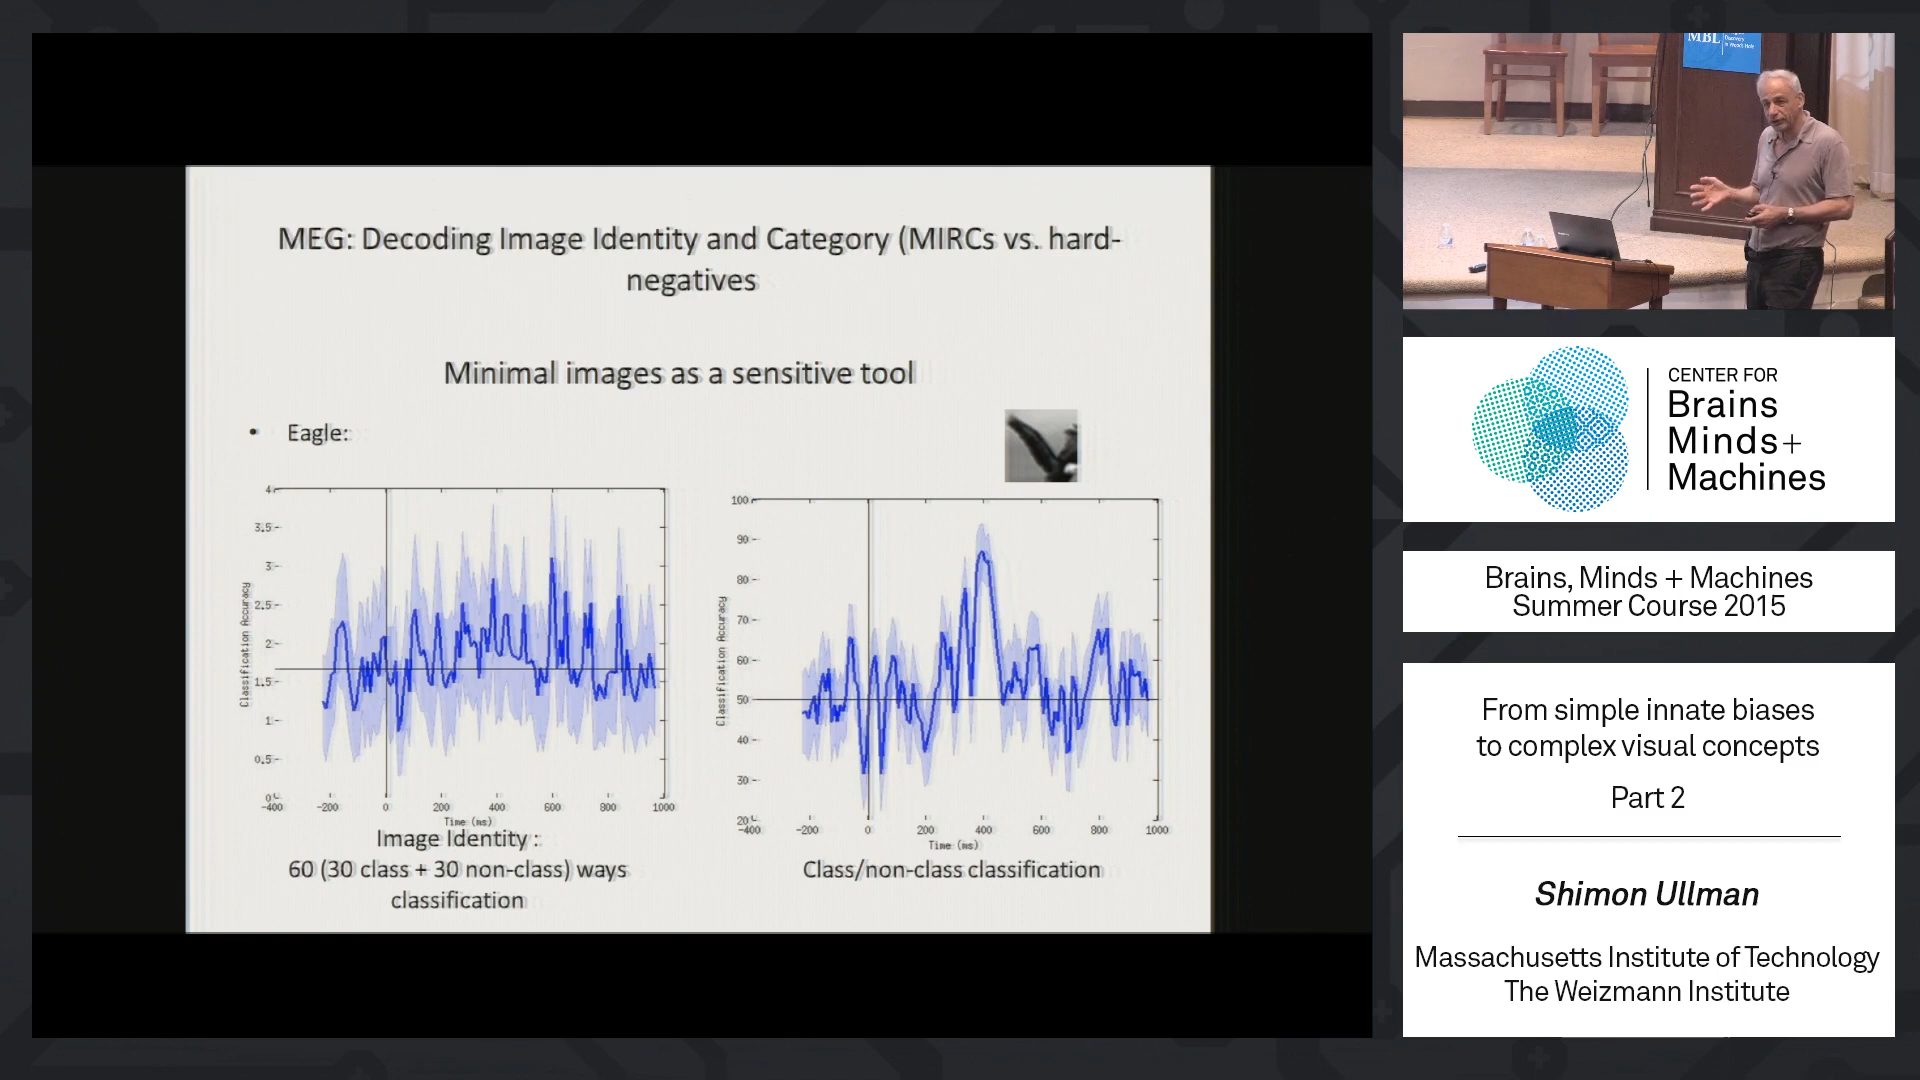 MEG: Decoding Image Identity and Category (MIRCs vs. hard-
negatives
Minimal images as a sensitive tool
• Eagle:
4
3.5
3
2.5
2
1.5
1
0.5
0
-400 -200 0 200 400 600 800 1000
Classification Accuracy
Time (ms)
Image Identity :
60 (30 class + 30 non-class) ways
classification
100
90
80
70
60
50
40
30
20
-400 -200 0 200 400 600 800 1000
Classification Accuracy
Time (ms)
Class/non-class classification
MBL
CENTER FOR
Brains
Minds+
Machines
Brains, Minds + Machines
Summer Course 2015
From simple innate biases
to complex visual concepts
Part 2
Shimon Ullman
Massachusetts Institute of Technology
The Weizmann Institute